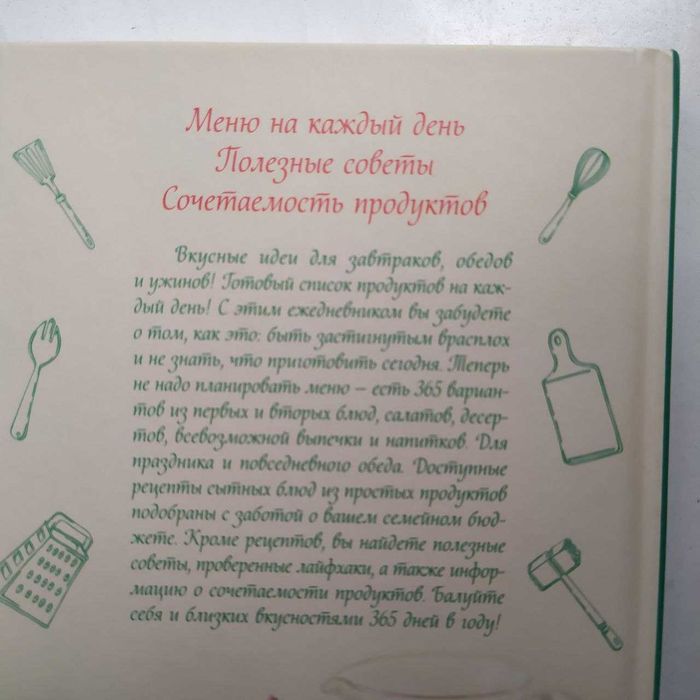 Меню на каждый день
Полезные советы
Сочетаемость продуктов
Вкусные идеи для завтраков, обедов
и ужинов! Готовый список продуктов на каж-
дый день! С этим ежедневником вы забудете
о том, как это: быть застигнутым врасплох
и не знать, что приготовить сегодня. Теперь
не надо планировать меню – есть 365 вариан-
тов из первых и вторых блюд, салатов, десер-
тов, всевозможной выпечки и напитков. Для
праздника и повседневного обеда. Доступные
рецепты сытных блюд из простых продуктов
подобраны с заботой о вашем семейном бюд-
жете. Кроме рецептов, вы найдете полезные
советы, проверенные лайфхаки, а также инфор-
мацию о сочетаемости продуктов. Балуйте
себя и близких вкусностями 365 дней в году!